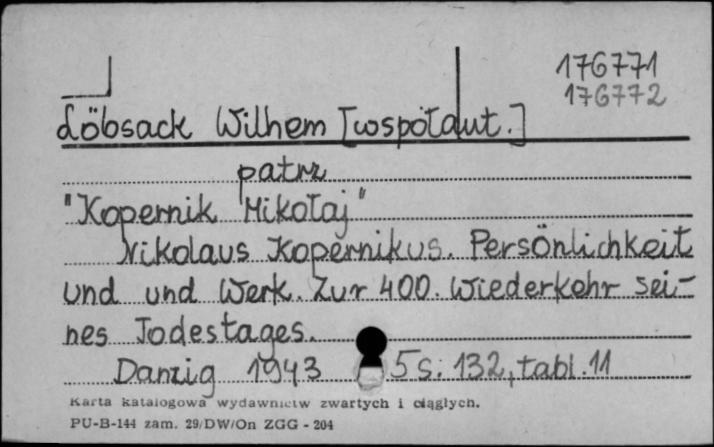 176771
176772
Löbsack Wilhem [współaut.]
patrz
"Kopernik Mikołaj"
Nikolaus Kopernikus. Persönlichkeit
und und Werk. Zur 400. Wiederkehr sei-
nes Todestages.
Danzig 1943 5 s. 132, tabl. 11
Karta katalogowa wydawnictw zwartych i ciągłych.
PU-B-144 zam. 29/DW/On ZGG - 204